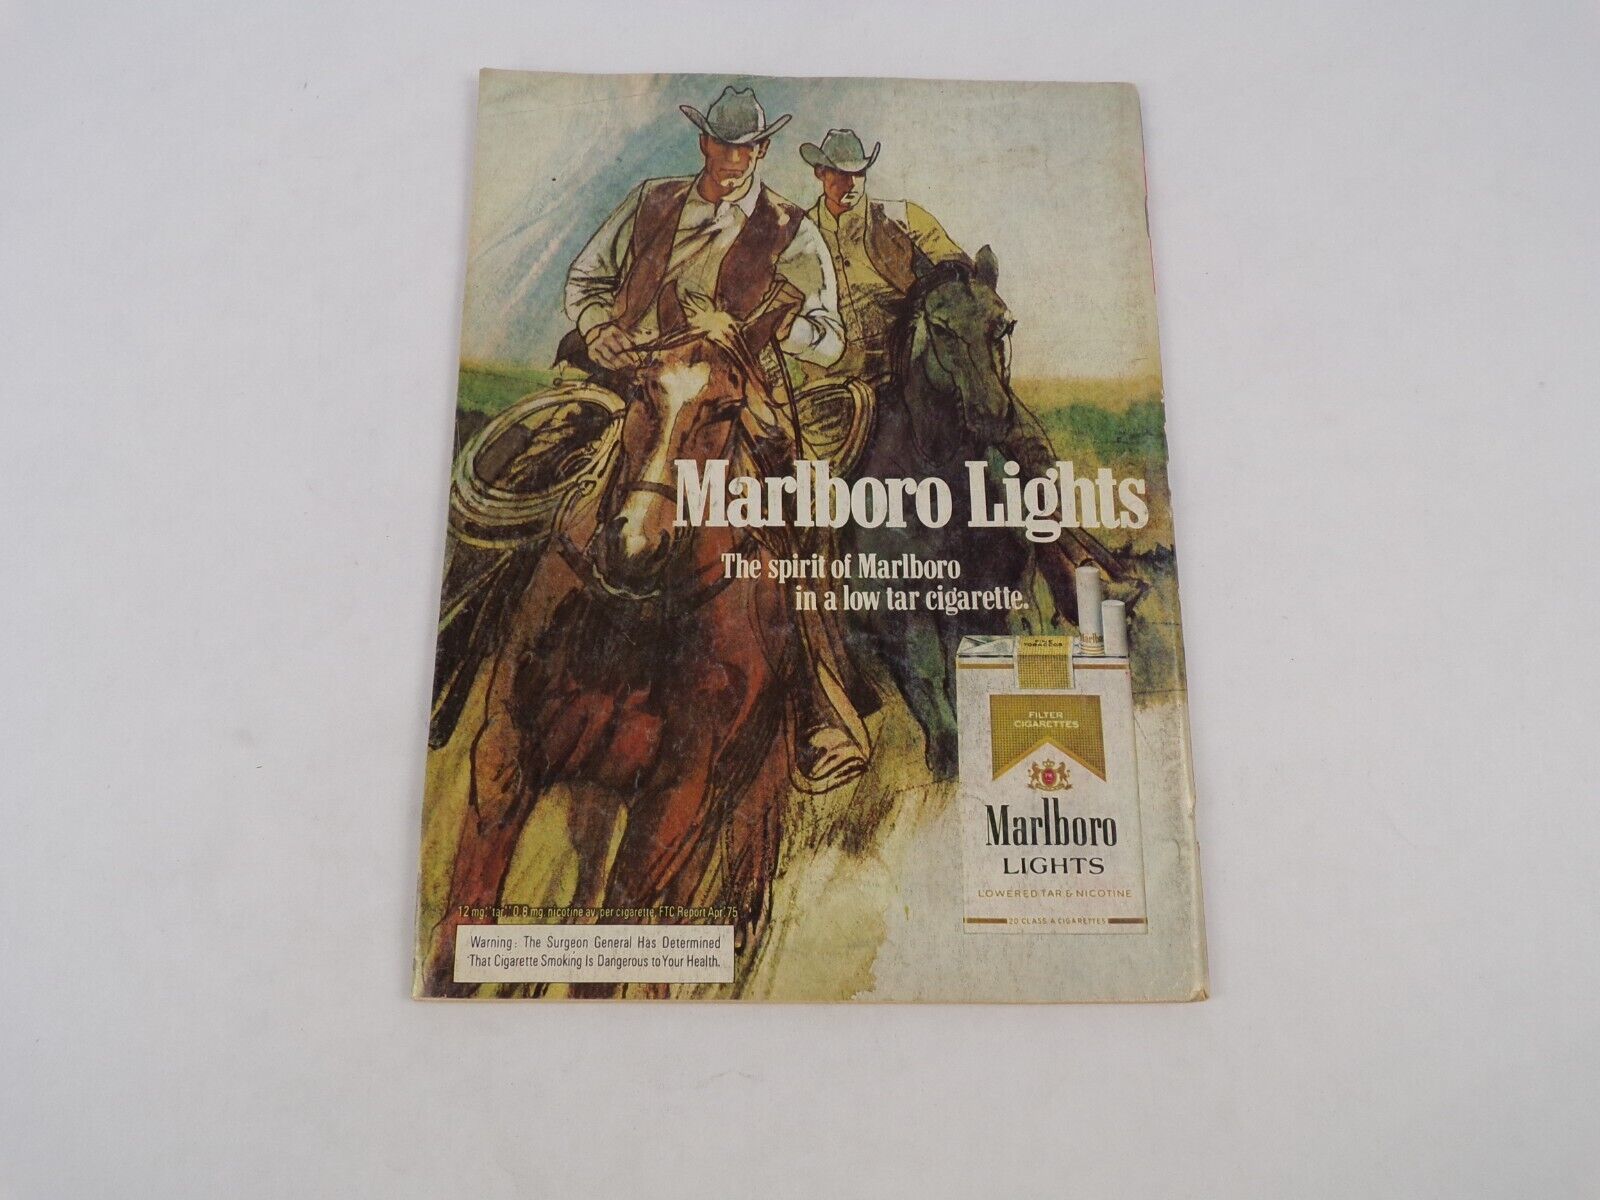 Marlboro Lights
The spirit of Marlboro
in a low tar cigarette.
Marlboro
TOBACCOS
FILTER
CIGARETTES
Marlboro
LIGHTS
LOWERED TAR & NICOTINE
20 CLASS A CIGARETTES
12 mg. "tar," 0.8 mg. nicotine av. per cigarette, FTC Report Apr. '75
Warning: The Surgeon General Has Determined
That Cigarette Smoking Is Dangerous to Your Health.